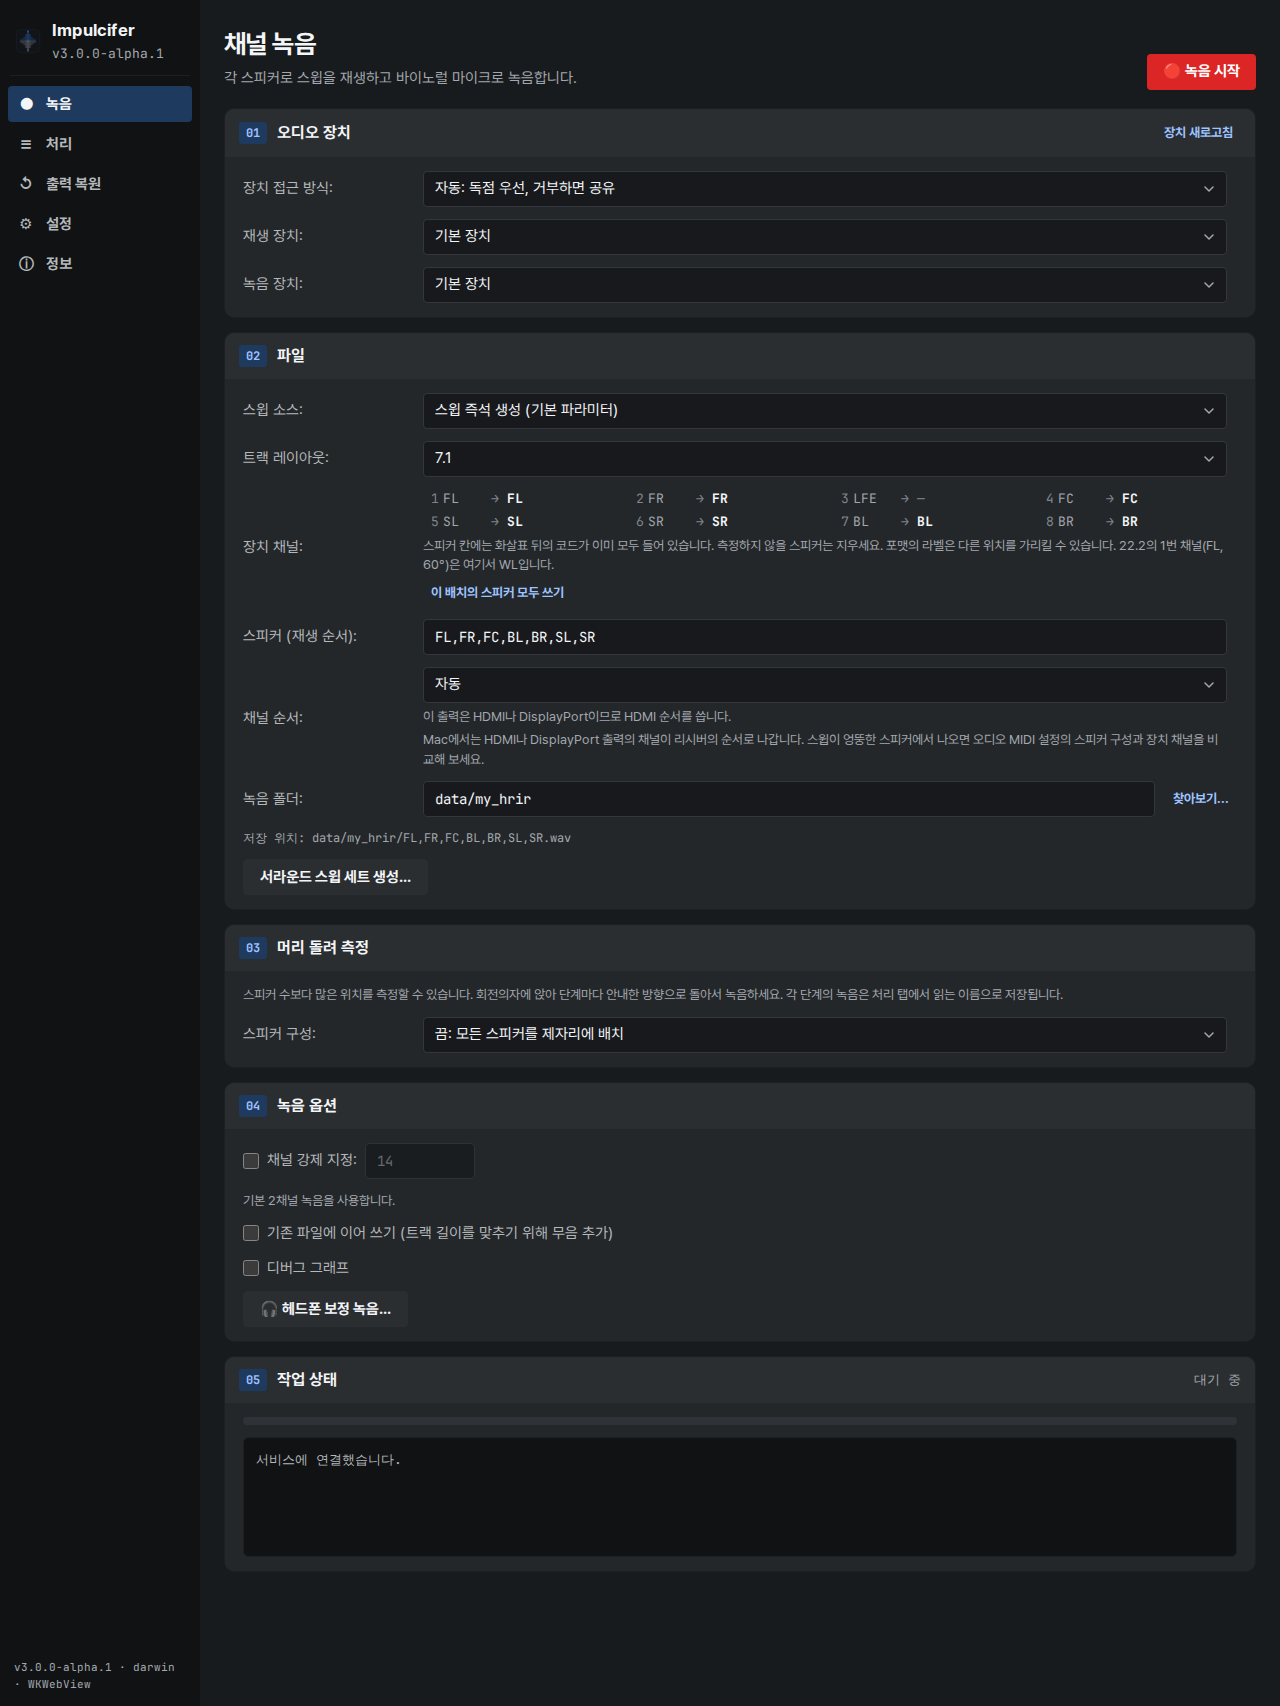 Impulcifer
v3.0.0-alpha.1
녹음
처리
출력 복원
설정
정보
v3.0.0-alpha.1 · darwin
· WKWebView
채널 녹음
각 스피커로 스윕을 재생하고 바이노럴 마이크로 녹음합니다.
녹음 시작
01 오디오 장치
장치 새로고침
장치 접근 방식: 자동: 독점 우선, 거부하면 공유
재생 장치: 기본 장치
녹음 장치: 기본 장치
02 파일
스윕 소스: 스윕 즉석 생성 (기본 파라미터)
트랙 레이아웃: 7.1
1 FL → FL 2 FR → FR 3 LFE → — 4 FC → FC
5 SL → SL 6 SR → SR 7 BL → BL 8 BR → BR
장치 채널:
스피커 칸에는 화살표 뒤의 코드가 이미 모두 들어 있습니다. 측정하지 않을 스피커는 지우세요. 포맷의 라벨은 다른 위치를 가리킬 수 있습니다. 22.2의 1번 채널(FL,
60°)은 여기서 WL입니다.
이 배치의 스피커 모두 쓰기
스피커 (재생 순서): FL,FR,FC,BL,BR,SL,SR
채널 순서: 자동
이 출력은 HDMI나 DisplayPort이므로 HDMI 순서를 씁니다.
Mac에서는 HDMI나 DisplayPort 출력의 채널이 리시버의 순서로 나갑니다. 스윕이 엉뚱한 스피커에서 나오면 오디오 MIDI 설정의 스피커 구성과 장치 채널을 비
교해 보세요.
녹음 폴더: data/my_hrir 찾아보기...
저장 위치: data/my_hrir/FL,FR,FC,BL,BR,SL,SR.wav
서라운드 스윕 세트 생성...
03 머리 돌려 측정
스피커 수보다 많은 위치를 측정할 수 있습니다. 회전의자에 앉아 단계마다 안내한 방향으로 돌아서 녹음하세요. 각 단계의 녹음은 처리 탭에서 읽는 이름으로 저장됩니다.
스피커 구성: 끔: 모든 스피커를 제자리에 배치
04 녹음 옵션
채널 강제 지정: 14
기본 2채널 녹음을 사용합니다.
기존 파일에 이어 쓰기 (트랙 길이를 맞추기 위해 무음 추가)
디버그 그래프
헤드폰 보정 녹음...
05 작업 상태
대기 중
서비스에 연결했습니다.